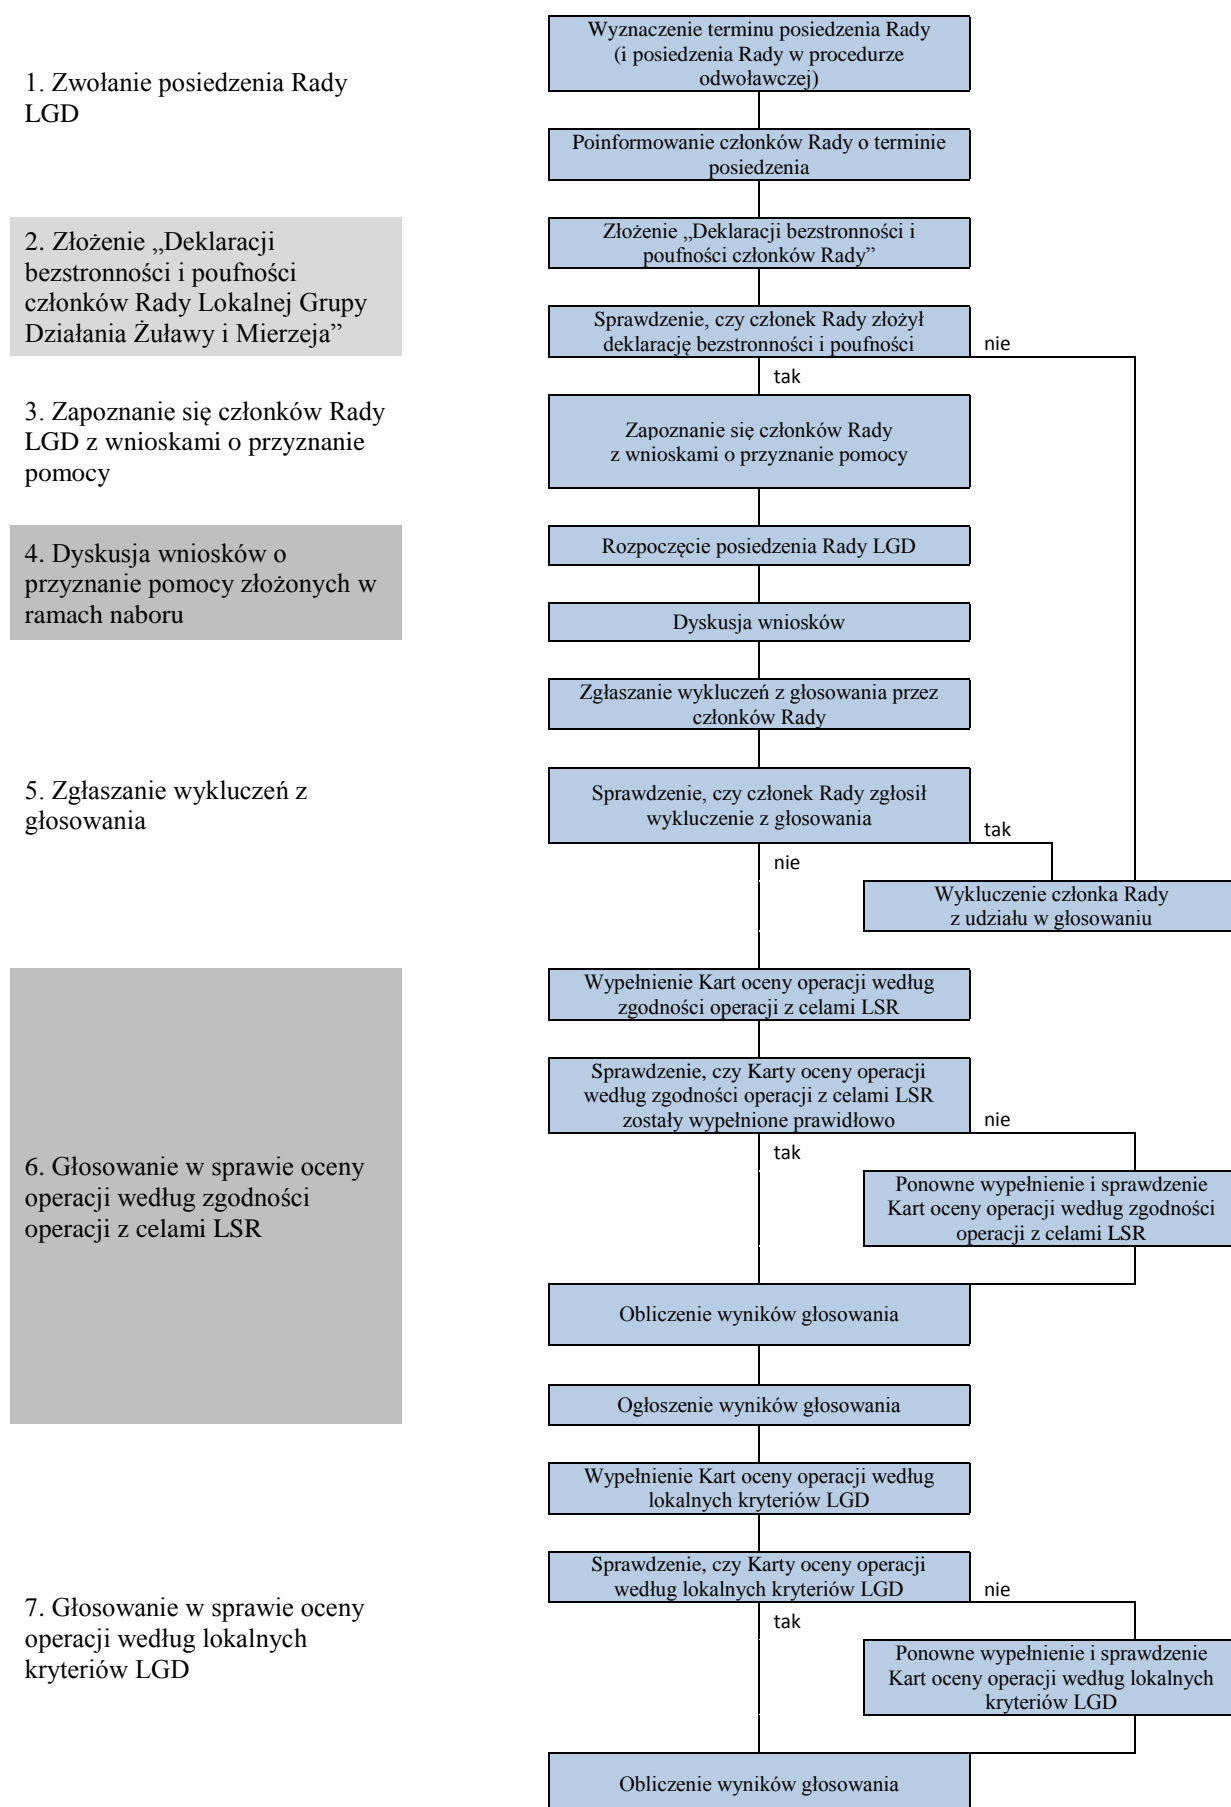 Wyznaczenie terminu posiedzenia Rady
(i posiedzenia Rady w procedurze
odwoławczej)
1. Zwołanie posiedzenia Rady
LGD
Poinformowanie członków Rady o terminie
posiedzenia
2. Złożenie „Deklaracji
bezstronności i poufności
członków Rady Lokalnej Grupy
Działania Żuławy i Mierzeja”
Złożenie „Deklaracji bezstronności i
poufności członków Rady”
Sprawdzenie, czy członek Rady złożył
deklarację bezstronności i poufności
nie
tak
3. Zapoznanie się członków Rady
LGD z wnioskami o przyznanie
pomocy
Zapoznanie się członków Rady
z wnioskami o przyznanie pomocy
4. Dyskusja wniosków o
przyznanie pomocy złożonych w
ramach naboru
Rozpoczęcie posiedzenia Rady LGD
Dyskusja wniosków
Zgłaszanie wykluczeń z głosowania przez
członków Rady
5. Zgłaszanie wykluczeń z
głosowania
Sprawdzenie, czy członek Rady zgłosił
wykluczenie z głosowania
tak
nie
Wykluczenie członka Rady
z udziału w głosowaniu
Wypełnienie Kart oceny operacji według
zgodności operacji z celami LSR
Sprawdzenie, czy Karty oceny operacji
według zgodności operacji z celami LSR
zostały wypełnione prawidłowo
nie
tak
6. Głosowanie w sprawie oceny
operacji według zgodności
operacji z celami LSR
Ponowne wypełnienie i sprawdzenie
Kart oceny operacji według zgodności
operacji z celami LSR
Obliczenie wyników głosowania
Ogłoszenie wyników głosowania
Wypełnienie Kart oceny operacji według
lokalnych kryteriów LGD
Sprawdzenie, czy Karty oceny operacji
według lokalnych kryteriów LGD
nie
tak
7. Głosowanie w sprawie oceny
operacji według lokalnych
kryteriów LGD
Ponowne wypełnienie i sprawdzenie
Kart oceny operacji według lokalnych
kryteriów LGD
Obliczenie wyników głosowania